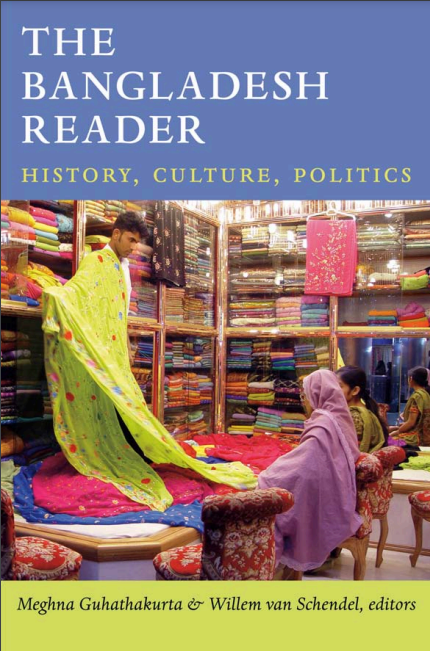 THE
BANGLADESH
READER
HISTORY, CULTURE, POLITICS
Meghna Guhathakurta & Willem van Schendel, editors